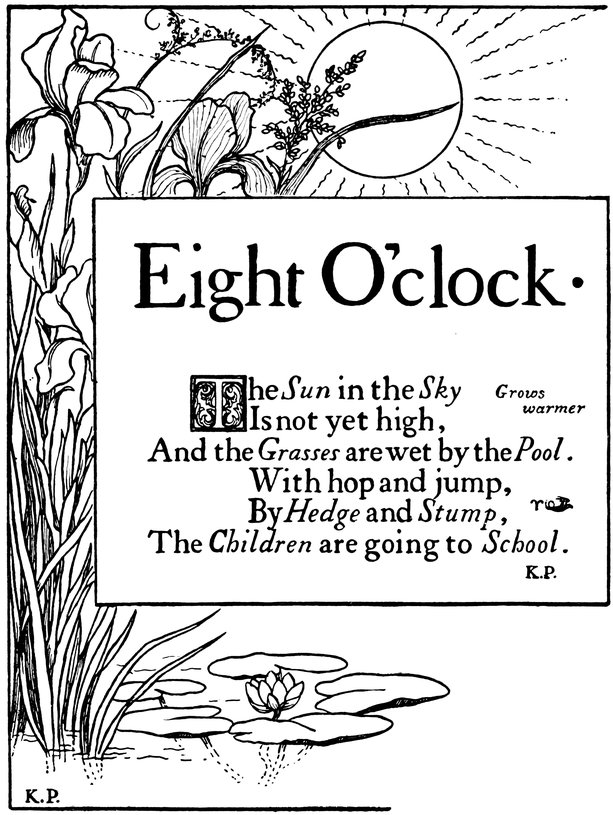 Eight O'clock·
The Sun in the Sky
Grows
warmer
Is not yet high,
And the Grasses are wet by the Pool.
With hop and jump,
By Hedge and Stump,
The Children are going to School.
K.P.
K.P.